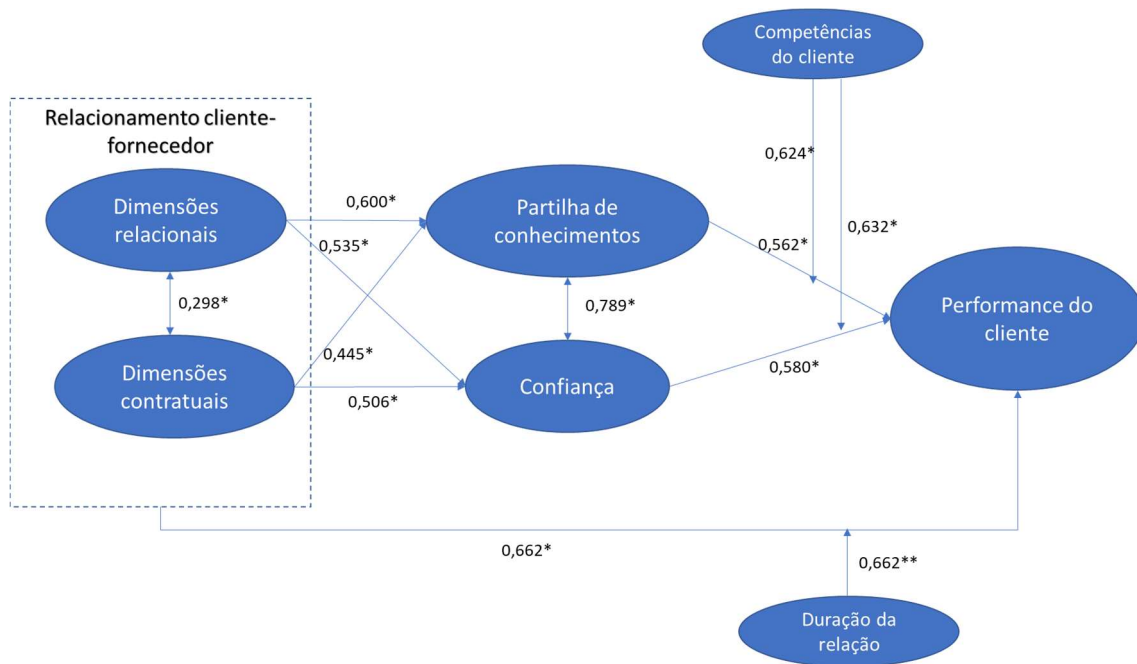 Competências
do cliente
Relacionamento cliente-
fornecedor
0,624*
Dimensões
relacionais
0,600*
Partilha de
conhecimentos
0,535*
0,562*
0,632*
0,298*
0,789*
Performance do
cliente
0,445*
Dimensões
contratuais
0,506*
Confiança
0,580*
0,662*
0,662**
Duração da
relação